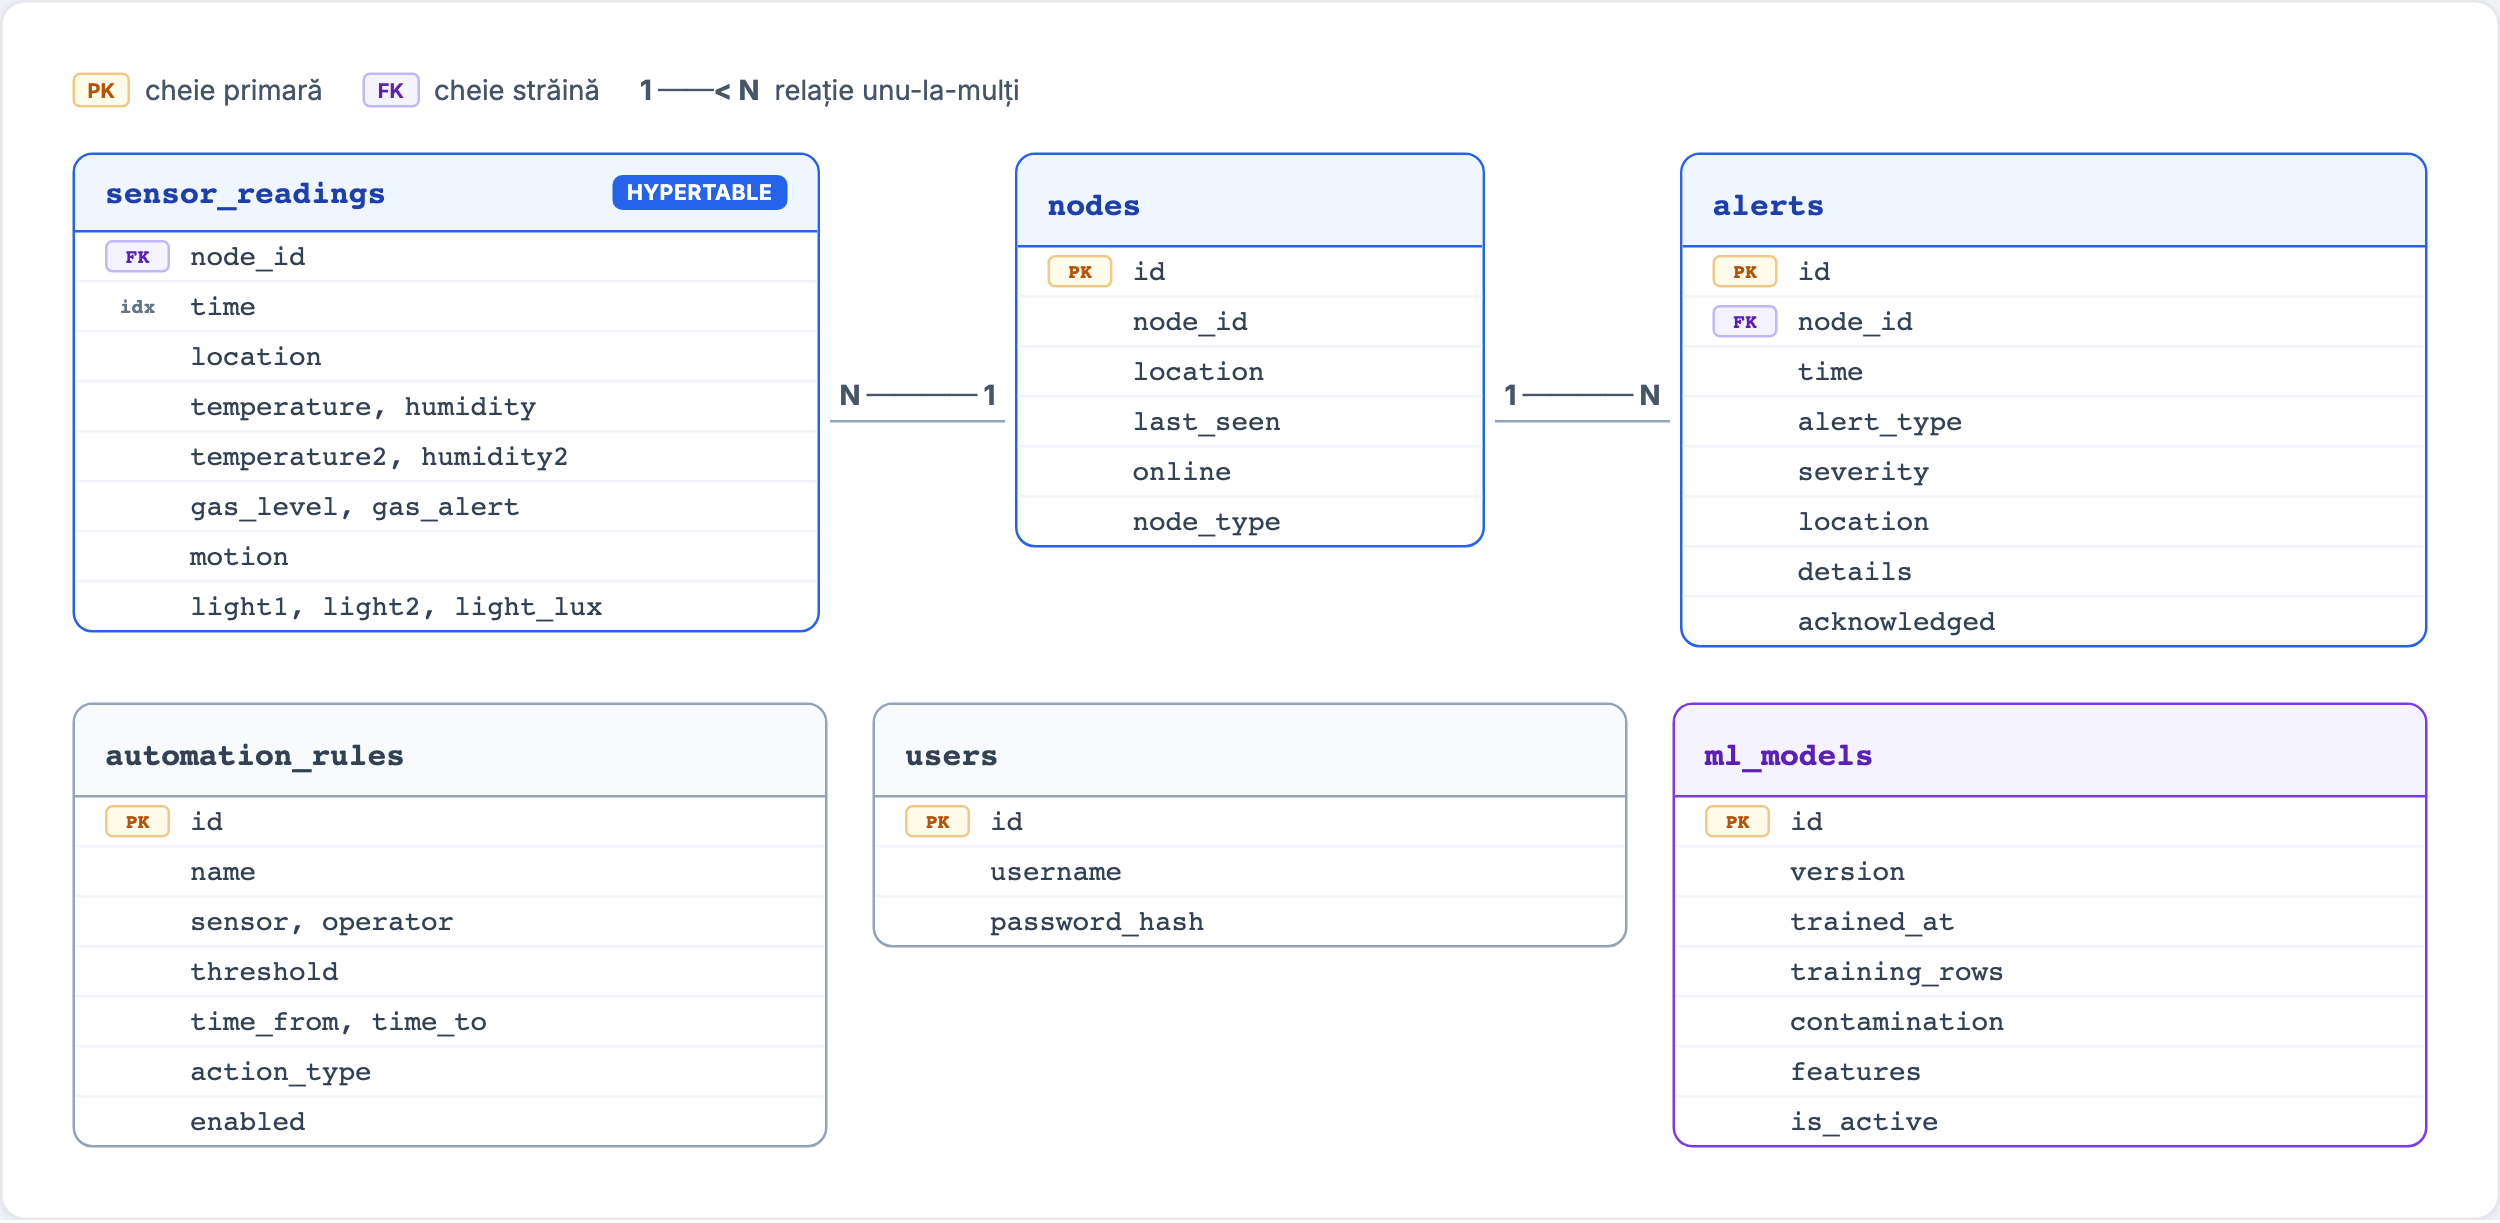 PK cheie primară FK cheie străină 1——< N relație unu-la-mulți
sensor_readings HYPERTABLE
FK node_id
idx time
location
temperature, humidity
temperature2, humidity2
gas_level, gas_alert
motion
light1, light2, light_lux
N———1
nodes
PK id
node_id
location
last_seen
online
node_type
1———N
alerts
PK id
FK node_id
time
alert_type
severity
location
details
acknowledged
automation_rules
PK id
name
sensor, operator
threshold
time_from, time_to
action_type
enabled
users
PK id
username
password_hash
ml_models
PK id
version
trained_at
training_rows
contamination
features
is_active